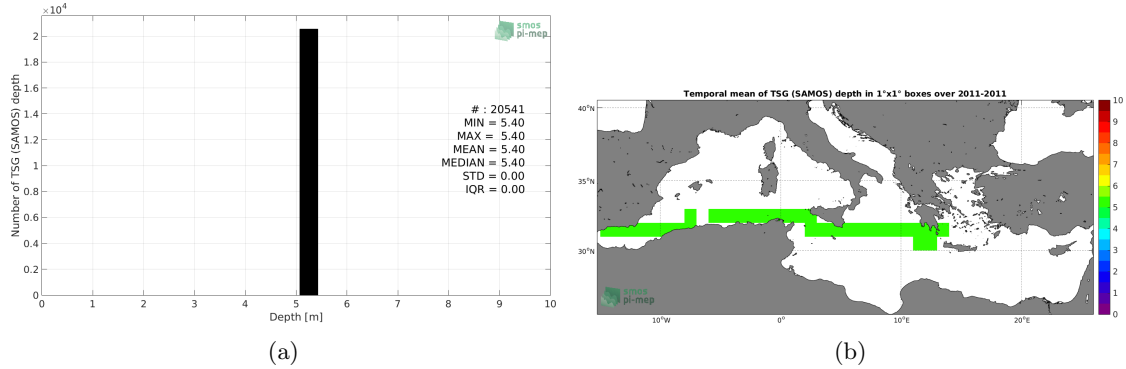 ×10⁴
2
1.8
1.6
1.4
1.2
1
0.8
0.6
0.4
0.2
0
Number of TSG (SAMOS) depth
smos
pi-mep
# : 20541
MIN = 5.40
MAX = 5.40
MEAN = 5.40
MEDIAN = 5.40
STD = 0.00
IQR = 0.00
0 1 2 3 4 5 6 7 8 9 10
Depth [m]
(a)
Temporal mean of TSG (SAMOS) depth in 1°x1° boxes over 2011-2011
40°N
35°N
30°N
10°W 0° 10°E 20°E
smos
pi-mep
10
9
8
7
6
5
4
3
2
1
0
(b)